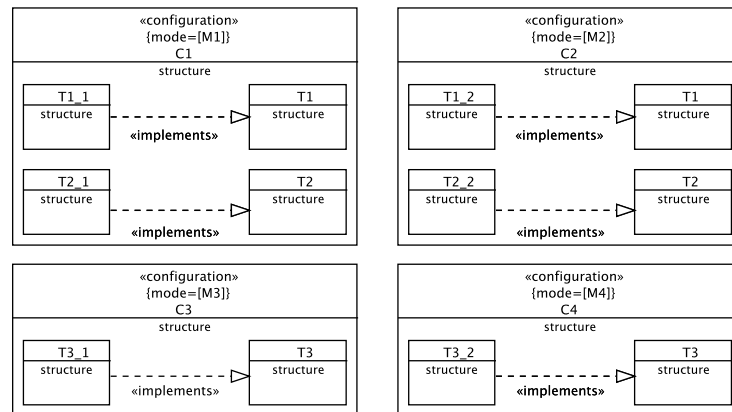 «configuration»
{mode=[M1]}
C1
structure
T1_1
structure
«implements»
T1
structure
T2_1
structure
«implements»
T2
structure
«configuration»
{mode=[M2]}
C2
structure
T1_2
structure
«implements»
T1
structure
T2_2
structure
«implements»
T2
structure
«configuration»
{mode=[M3]}
C3
structure
T3_1
structure
«implements»
T3
structure
«configuration»
{mode=[M4]}
C4
structure
T3_2
structure
«implements»
T3
structure